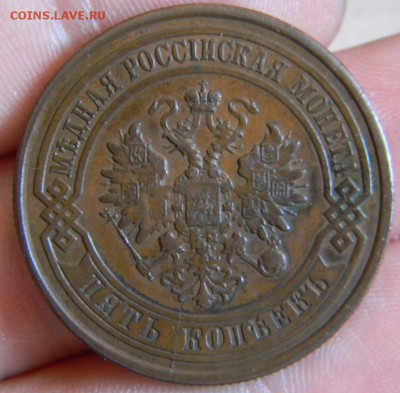 COINS.LAVE.RU
МѢДНАЯ РОССІЙСКАЯ МОНЕТА
ПЯТЬ КОПѢЕКЪ